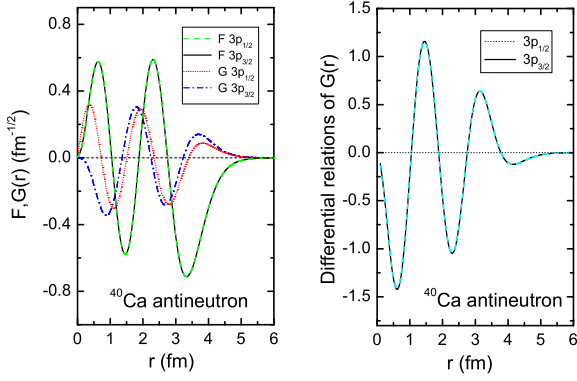 F 3p1/2
F 3p3/2
G 3p1/2
G 3p3/2
F,G(r) (fm-1/2)
0.8
0.4
0.0
-0.4
-0.8
40Ca antineutron
0 1 2 3 4 5 6
r (fm)
3p1/2
3p3/2
Differential relations of G(r)
1.5
1.0
0.5
0.0
-0.5
-1.0
-1.5
40Ca antineutron
0 1 2 3 4 5 6
r (fm)